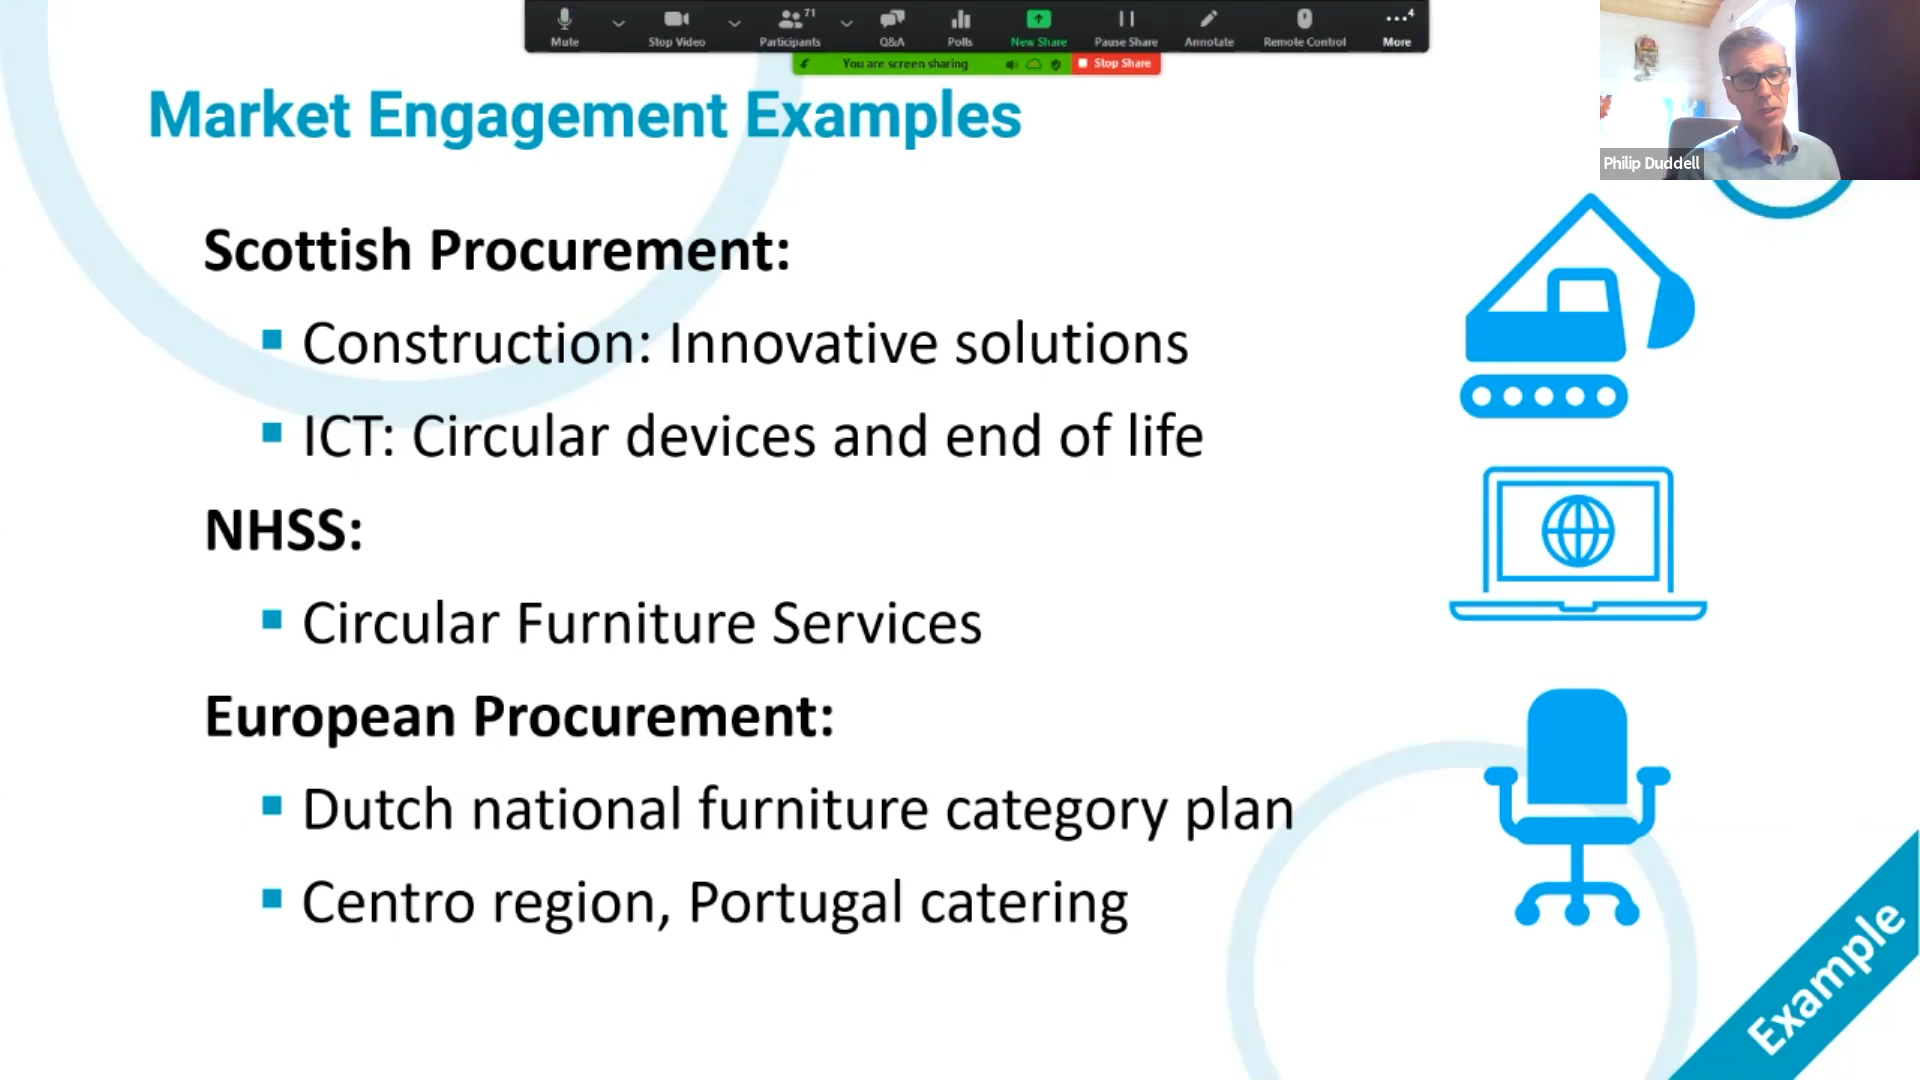 71
4
Mute
Stop Video
Participants
Q&A
Polls
New Share
Pause Share
Annotate
Remote Control
More
You are screen sharing
Stop Share
Philip Duddell
Market Engagement Examples
Scottish Procurement:
Construction: Innovative solutions
ICT: Circular devices and end of life
NHSS:
Circular Furniture Services
European Procurement:
Dutch national furniture category plan
Centro region, Portugal catering
Example